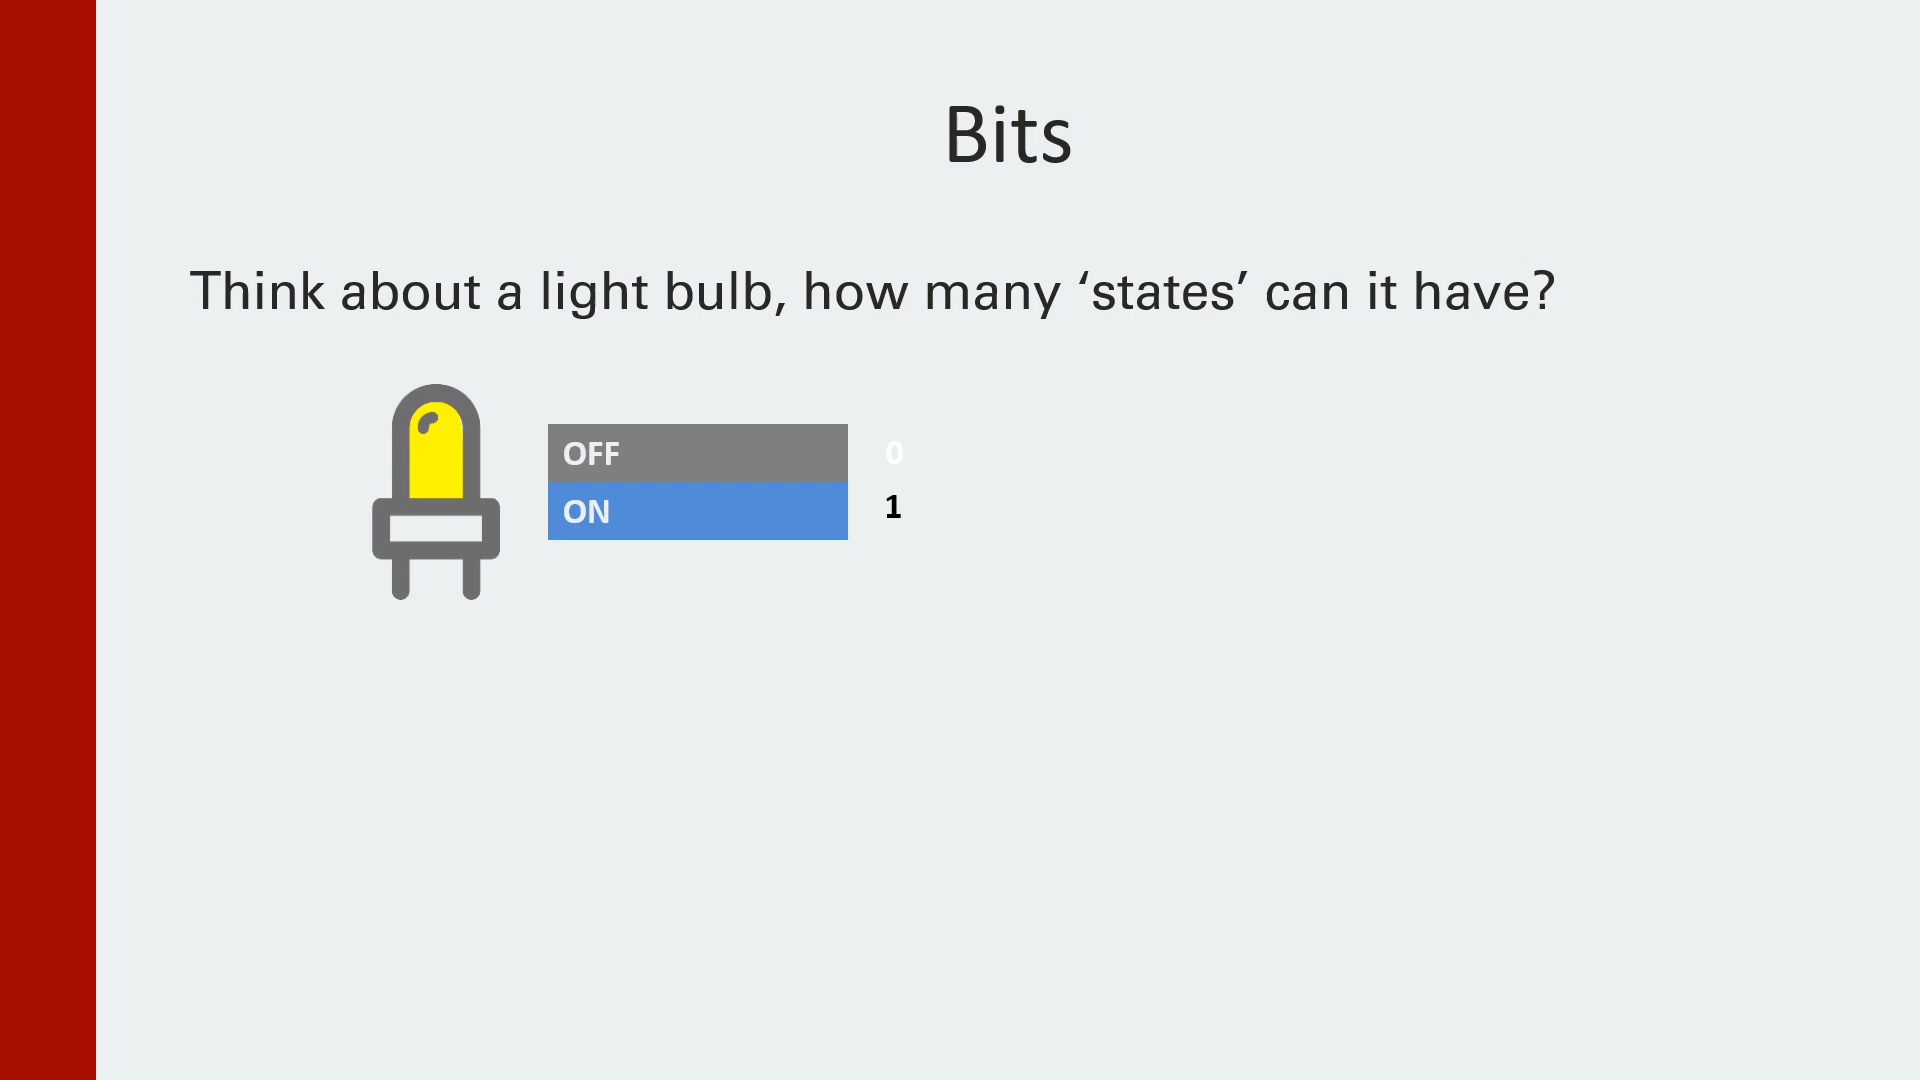 Bits
Think about a light bulb, how many ‘states’ can it have?
OFF 0
ON 1